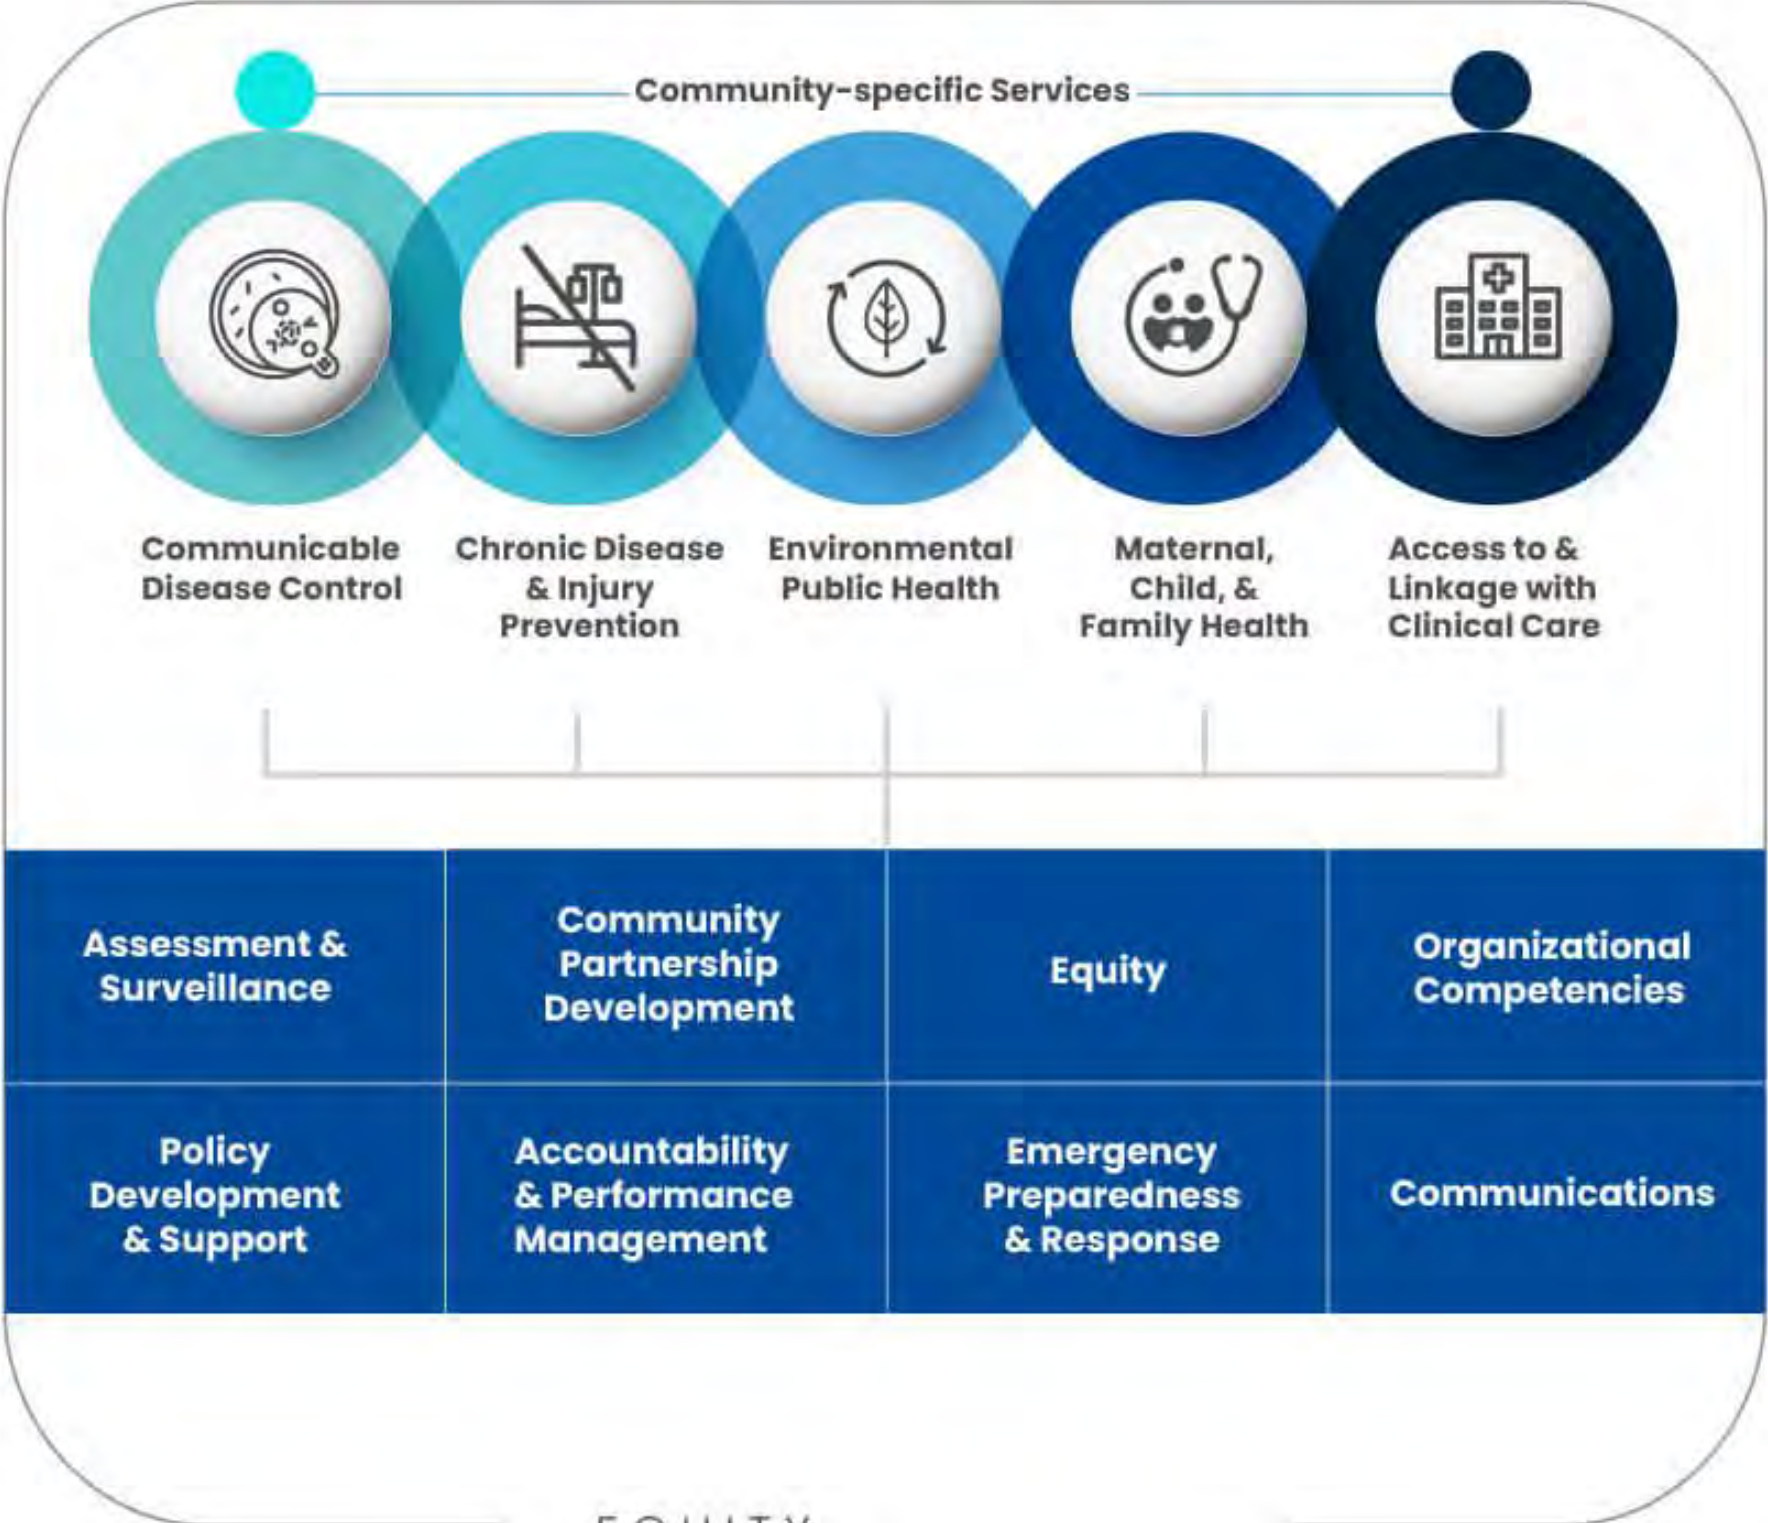 Community-specific Services
Communicable
Disease Control
Chronic Disease
& Injury
Prevention
Environmental
Public Health
Maternal,
Child, &
Family Health
Access to &
Linkage with
Clinical Care
Assessment &
Surveillance
Community
Partnership
Development
Equity
Organizational
Competencies
Policy
Development
& Support
Accountability
& Performance
Management
Emergency
Preparedness
& Response
Communications
EQUITY